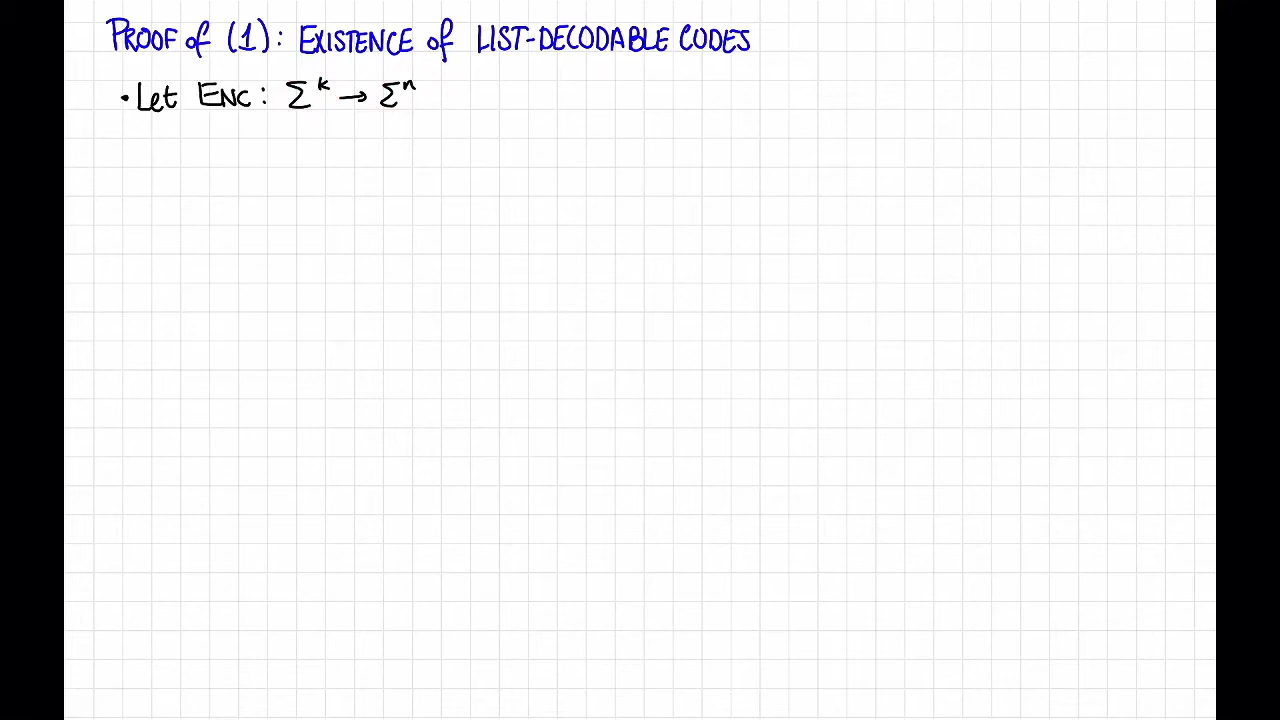 PROOF of (1): EXISTENCE of LIST-DECODABLE CODES
• Let ENC: Σ^k → Σ^n